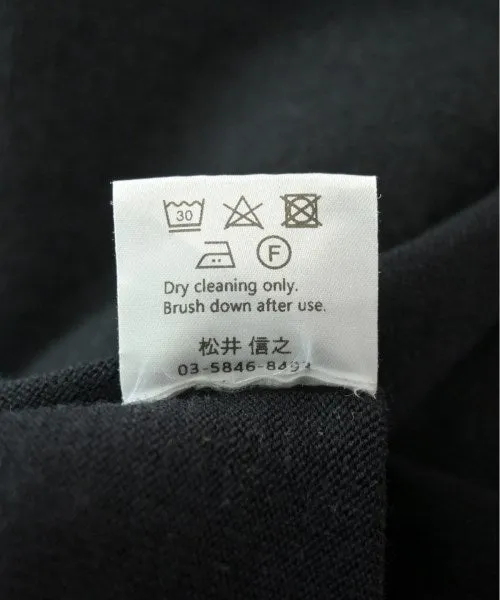 30
F
Dry cleaning only.
Brush down after use.
松井 信之